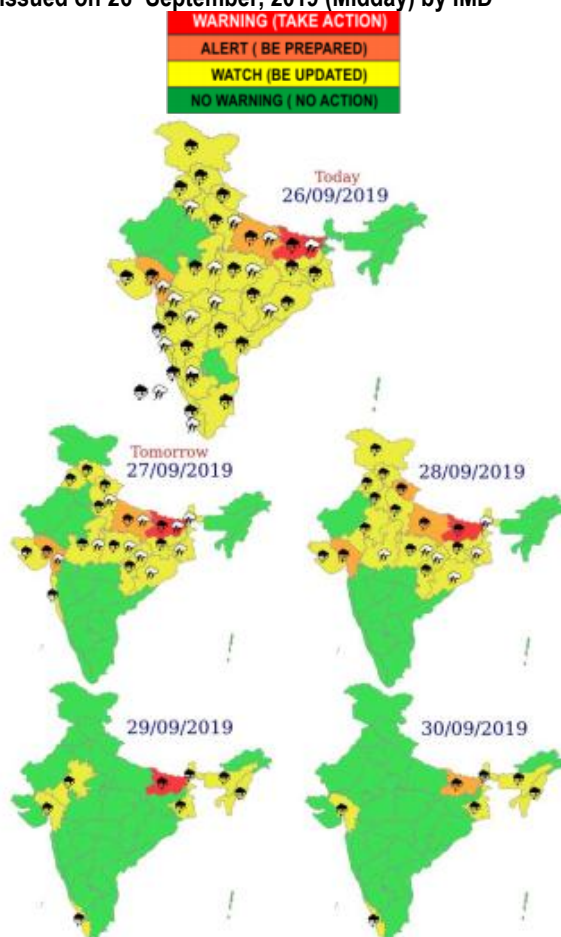 issued on 26 September, 2019 (Midday) by IMD
WARNING (TAKE ACTION)
ALERT ( BE PREPARED)
WATCH (BE UPDATED)
NO WARNING ( NO ACTION)
Today
26/09/2019
Tomorrow
27/09/2019
28/09/2019
29/09/2019
30/09/2019